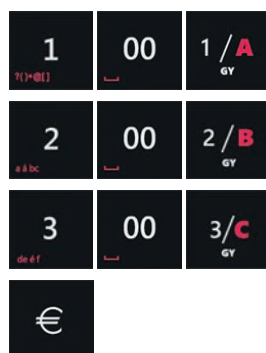 1 00 1/A
?()*@[] ⎵ GY
2 00 2/B
a á b c ⎵ GY
3 00 3/C
d e é f ⎵ GY
€